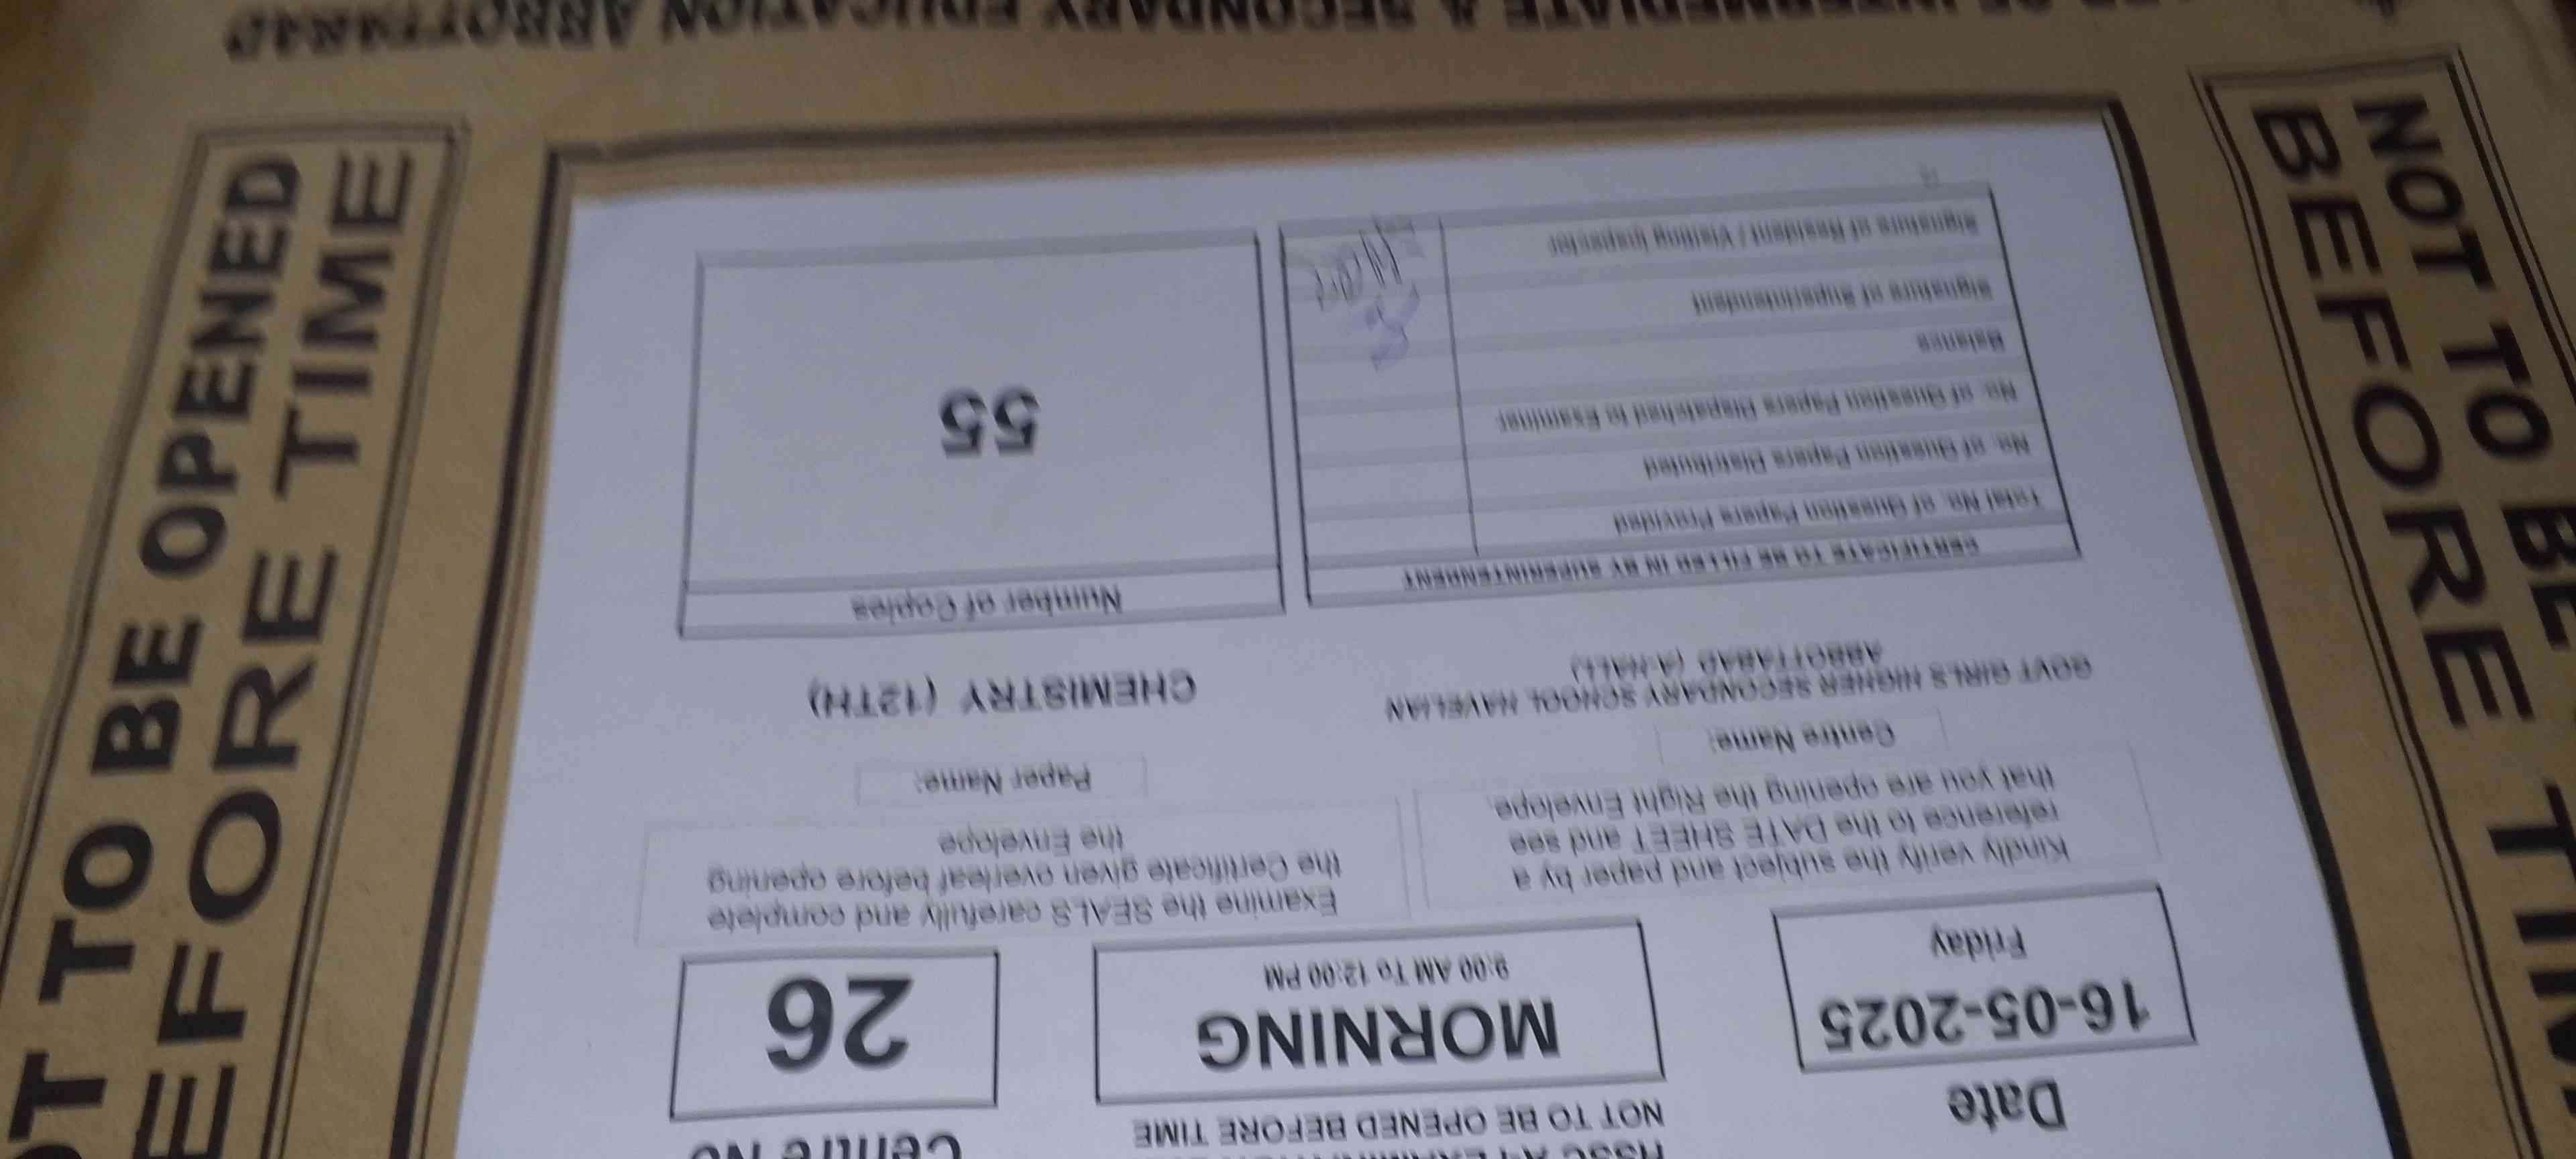 HSSC A-EXAMINATION
NOT TO BE OPENED BEFORE TIME
Date
16-05-2025
Friday
MORNING
9:00 AM To 12:00 PM
Centre No
26
Kindly verify the subject and paper by a
reference to the DATE SHEET and see
that you are opening the Right Envelope.
Examine the SEALS carefully and complete
the Certificate given overleaf before opening
the Envelope
Centre Name:
GOVT GIRLS HIGHER SECONDARY SCHOOL HAVELIAN
ABBOTTABAD (A-HALL)
Paper Name:
CHEMISTRY (12TH)
CERTIFICATE TO BE FILLED IN BY SUPERINTENDENT
Total No. of Question Papers Provided
No. of Question Papers Distributed
No. of Question Papers Dispatched to Examiner
Balance
Signature of Superintendent
Signature of Resident / Visiting Inspector
Number of Copies
55
OF INTERMEDIATE & SECONDARY EDUCATION ABBOTTABAD
NOT TO BE
BEFORE TIM
OT TO BE OPENED
EFORE TIME